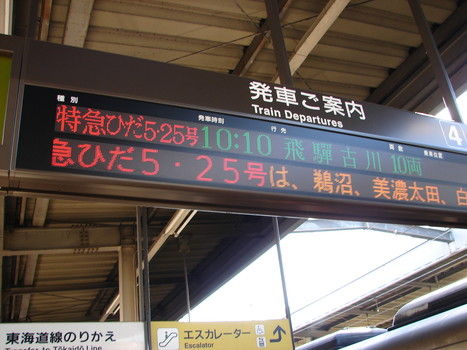 発車ご案内
Train Departures
4
種別 発車時刻 行先 両数 乗車位置
特急ひだ5・25号 10:10 飛騨古川 10両
急ひだ5・25号は、鵜沼、美濃太田、白
東海道線のりかえ
Transfer to Tōkaidō Line
エスカレーター
Escalator